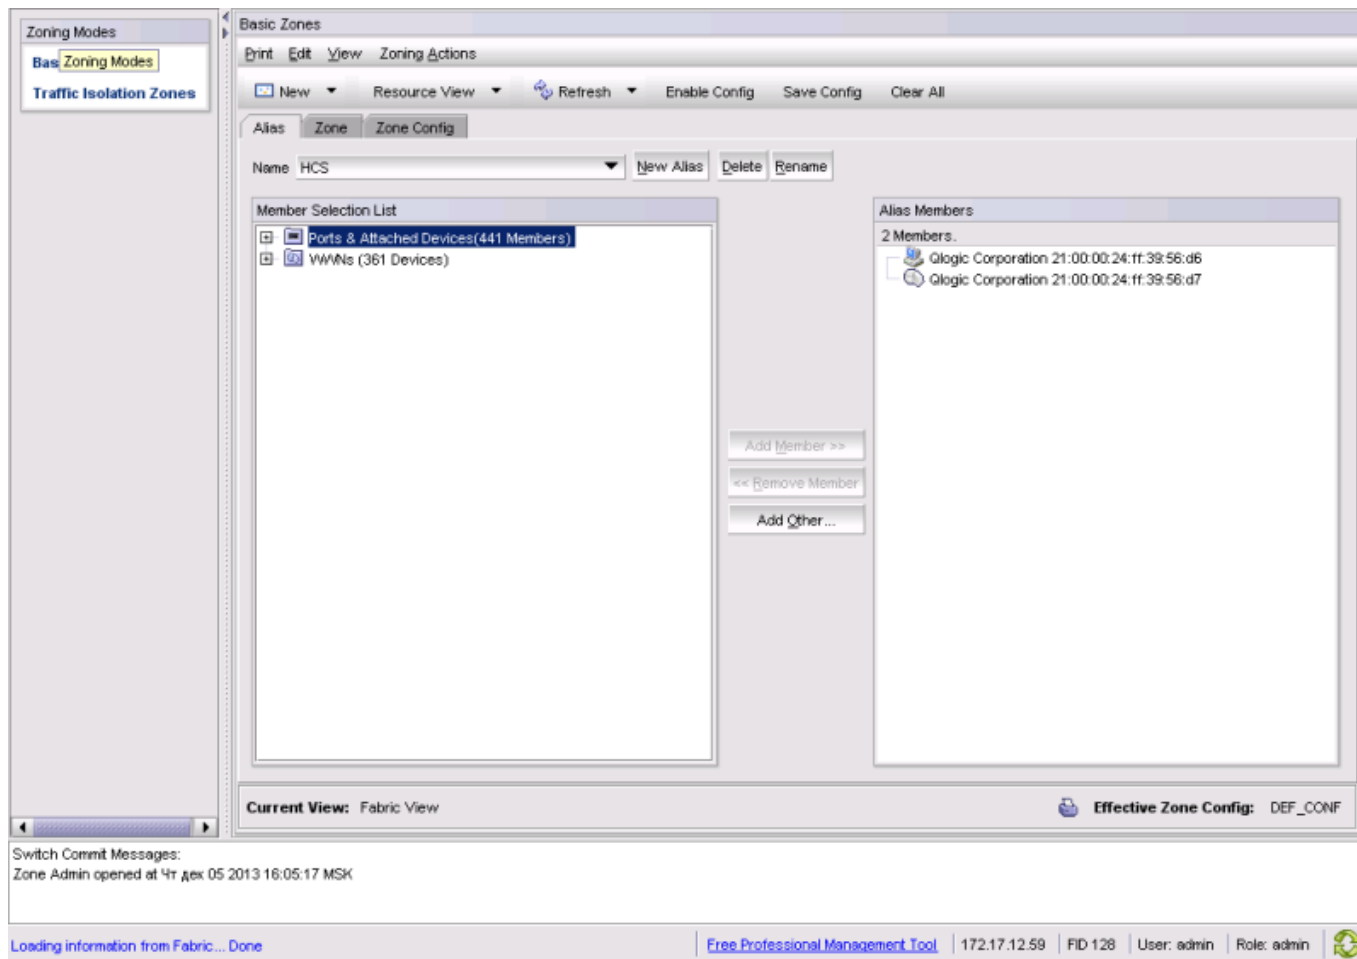 Zoning Modes
Bas
Zoning Modes
Traffic Isolation Zones
Basic Zones
Print Edit View Zoning Actions
New Resource View Refresh Enable Config Save Config Clear All
Alias Zone Zone Config
Name HCS New Alias Delete Rename
Member Selection List
Ports & Attached Devices(441 Members)
WWNs (361 Devices)
Add Member >>
<< Remove Member
Add Other...
Alias Members
2 Members.
Qlogic Corporation 21:00:00:24:ff:39:56:d6
Qlogic Corporation 21:00:00:24:ff:39:56:d7
Current View: Fabric View
Effective Zone Config: DEF_CONF
Switch Commit Messages:
Zone Admin opened at Чт дек 05 2013 16:05:17 MSK
Loading information from Fabric... Done
Free Professional Management Tool 172.17.12.59 FID 128 User: admin Role: admin